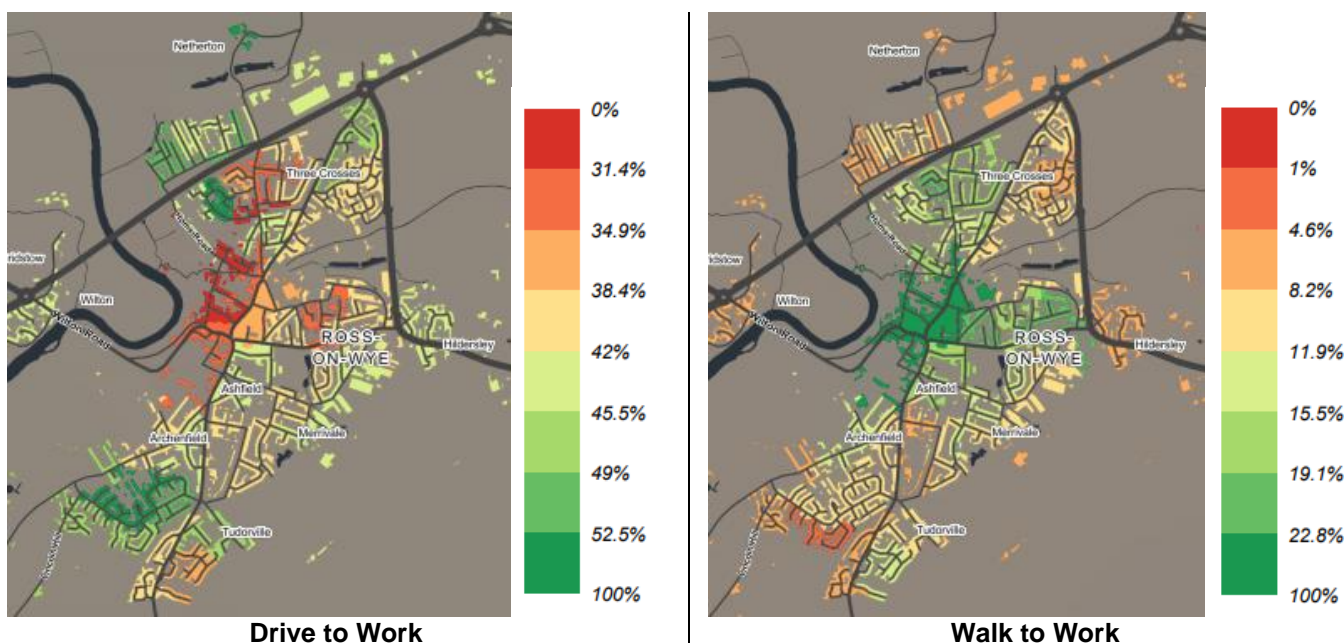 Netherton
Three Crosses
Wilton
Wilton Road
ROSS-
ON-WYE
Hildersley
Ashfield
Archenfield
Merrivale
Tudorville
0%
31.4%
34.9%
38.4%
42%
45.5%
49%
52.5%
100%
Drive to Work
Netherton
Three Crosses
ridstow
Wilton
Wilton Road
ROSS-
ON-WYE
Hildersley
Ashfield
Archenfield
Merrivale
Tudorville
0%
1%
4.6%
8.2%
11.9%
15.5%
19.1%
22.8%
100%
Walk to Work